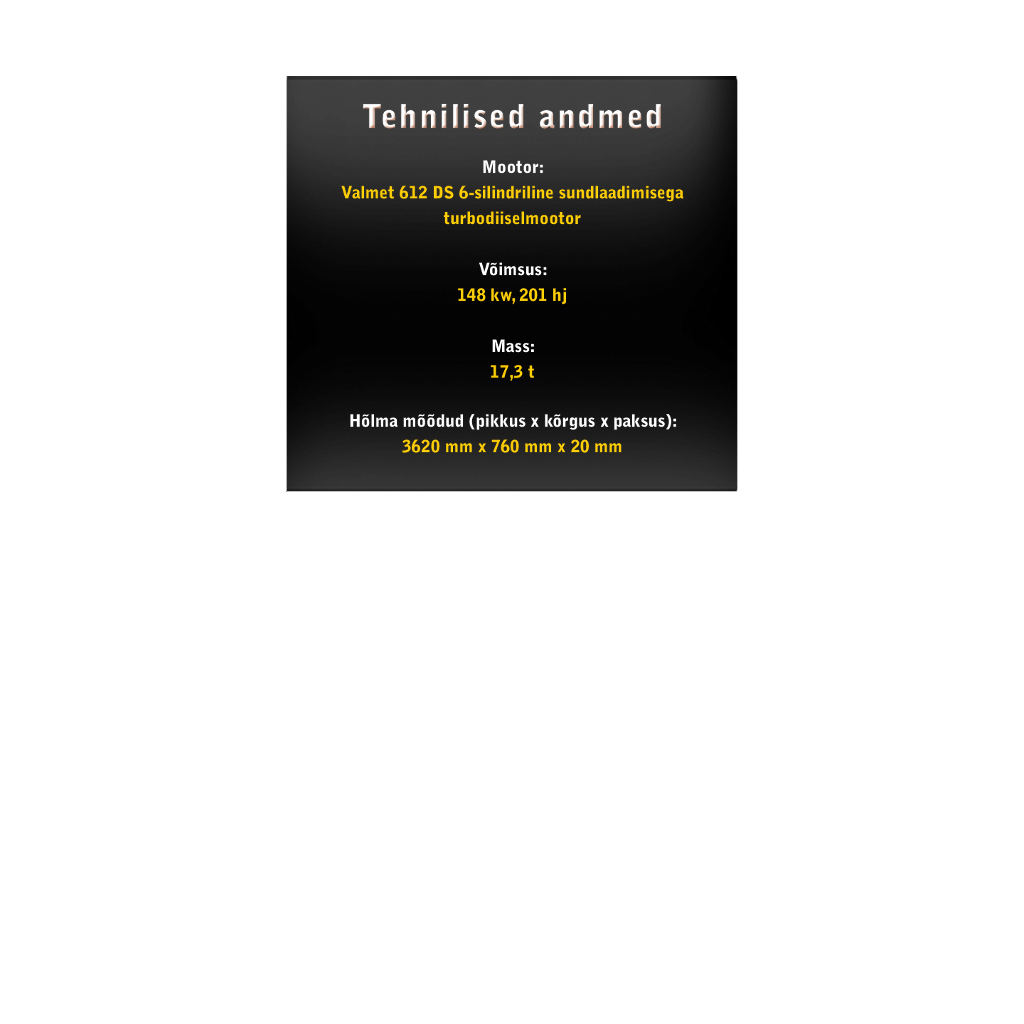 Tehnilised andmed
Mootor:
Valmet 612 DS 6-silindriline sundlaadimisega
turbodiiselmootor
Võimsus:
148 kw, 201 hj
Mass:
17,3 t
Hõlma mõõdud (pikkus x kõrgus x paksus):
3620 mm x 760 mm x 20 mm